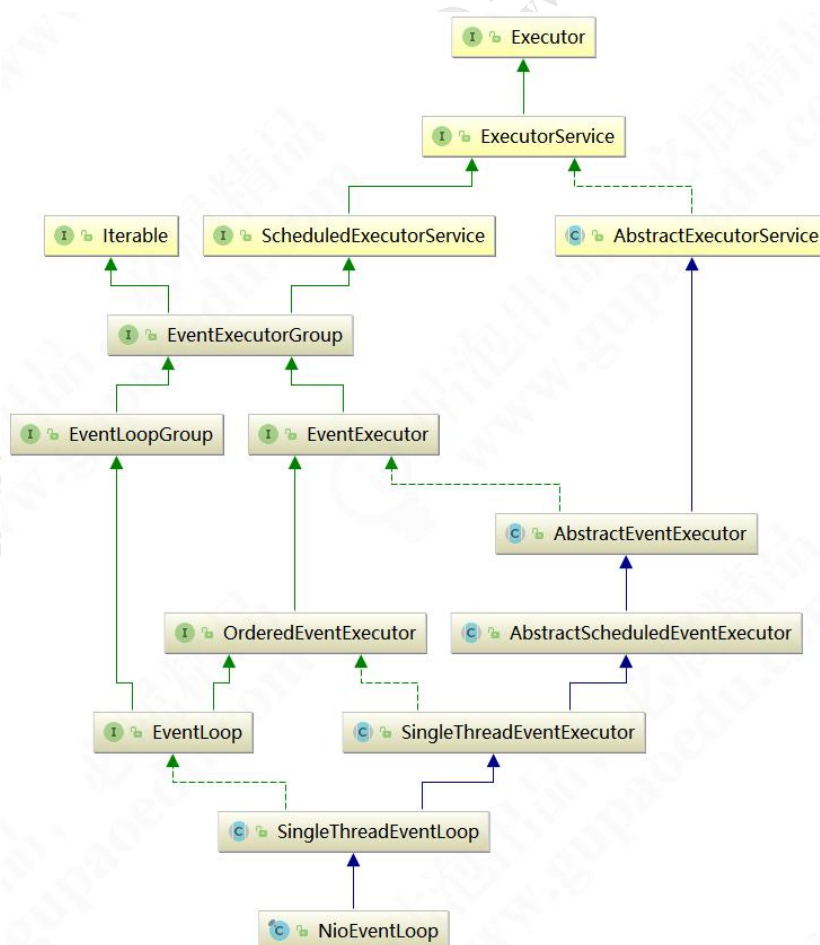 Executor
ExecutorService
Iterable
ScheduledExecutorService
AbstractExecutorService
EventExecutorGroup
EventLoopGroup
EventExecutor
AbstractEventExecutor
OrderedEventExecutor
AbstractScheduledEventExecutor
EventLoop
SingleThreadEventExecutor
SingleThreadEventLoop
NioEventLoop